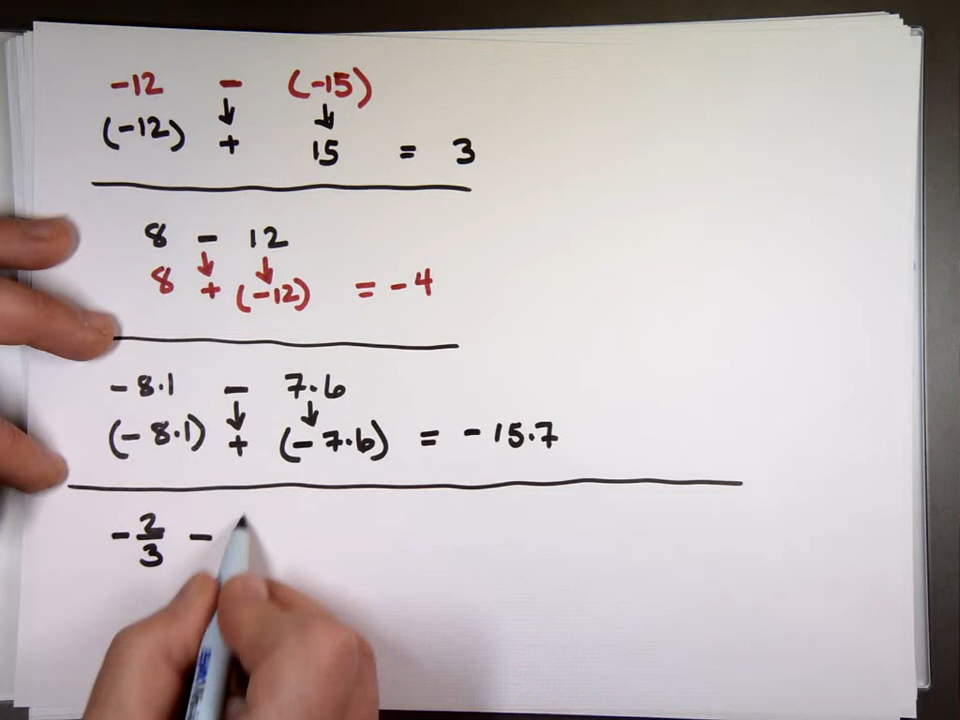 -12 - (-15)
(-12) + 15 = 3
8 - 12
8 + (-12) = -4
-8.1 - 7.6
(-8.1) + (-7.6) = -15.7
-2/3 -